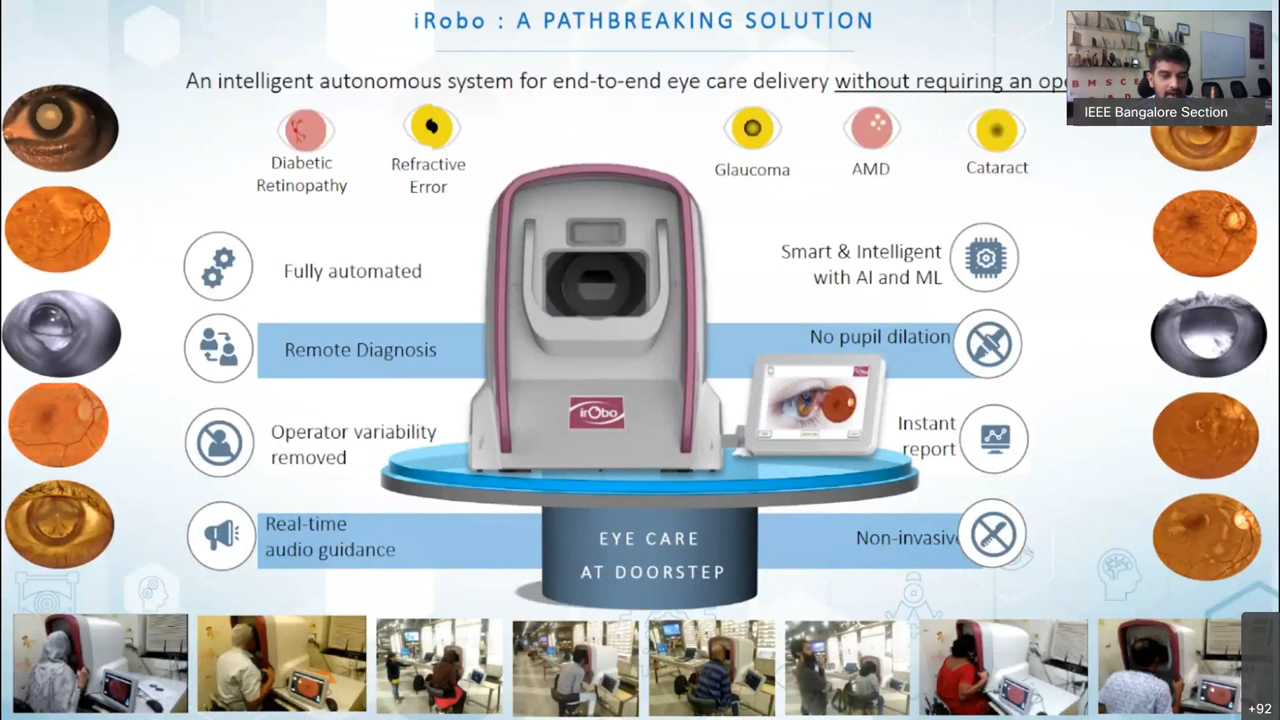 iRobo : A PATHBREAKING SOLUTION
An intelligent autonomous system for end-to-end eye care delivery without requiring an
BMSCE
IEEE Bangalore Section
Diabetic
Retinopathy
Refractive
Error
Glaucoma
AMD
Cataract
Fully automated
Smart & Intelligent
with AI and ML
Remote Diagnosis
No pupil dilation
irObo
Operator variability
removed
Instant
report
Real-time
audio guidance
Non-invasive
EYE CARE
AT DOORSTEP
+92